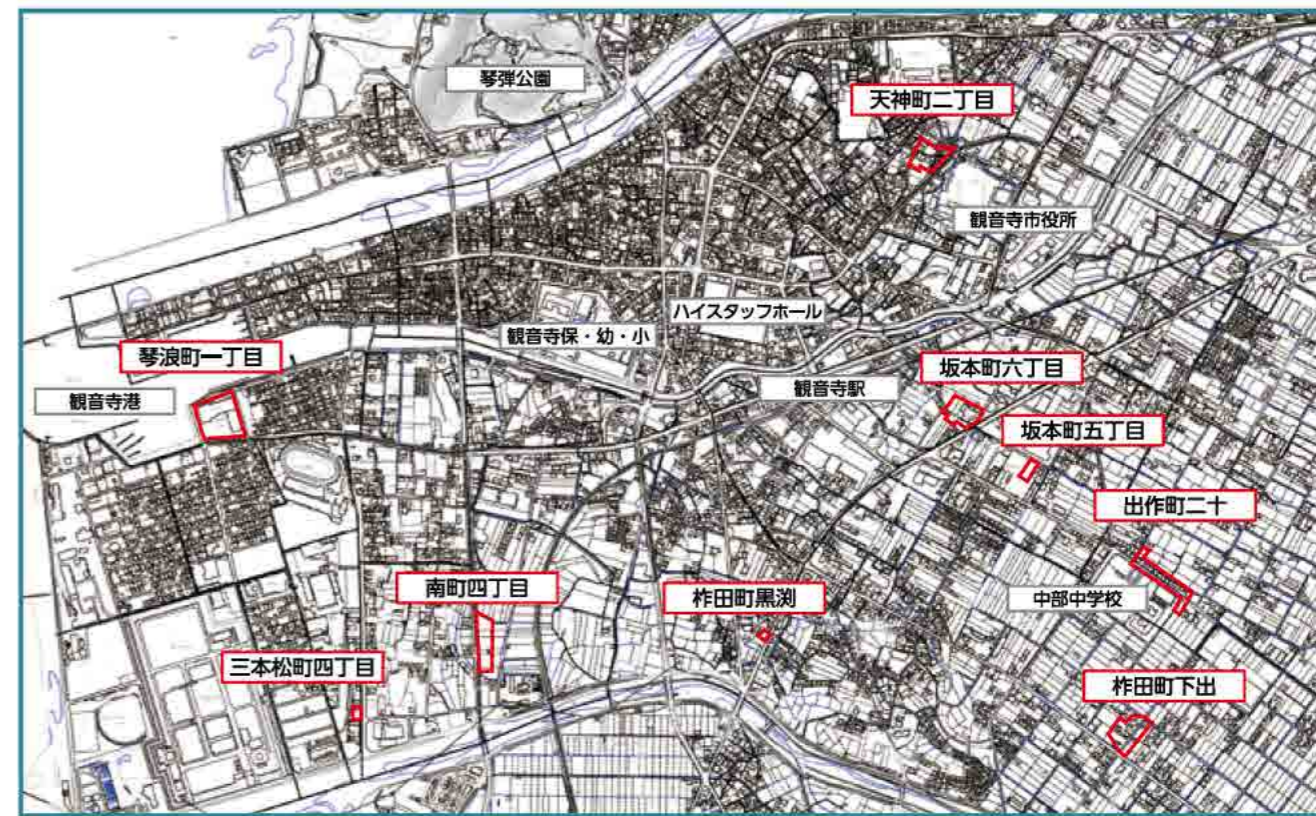 琴弾公園
天神町二丁目
観音寺市役所
ハイスタッフホール
観音寺保・幼・小
琴浪町一丁目
観音寺港
観音寺駅
坂本町六丁目
坂本町五丁目
出作町二十
南町四丁目
柞田町黒渕
中部中学校
三本松町四丁目
柞田町下出